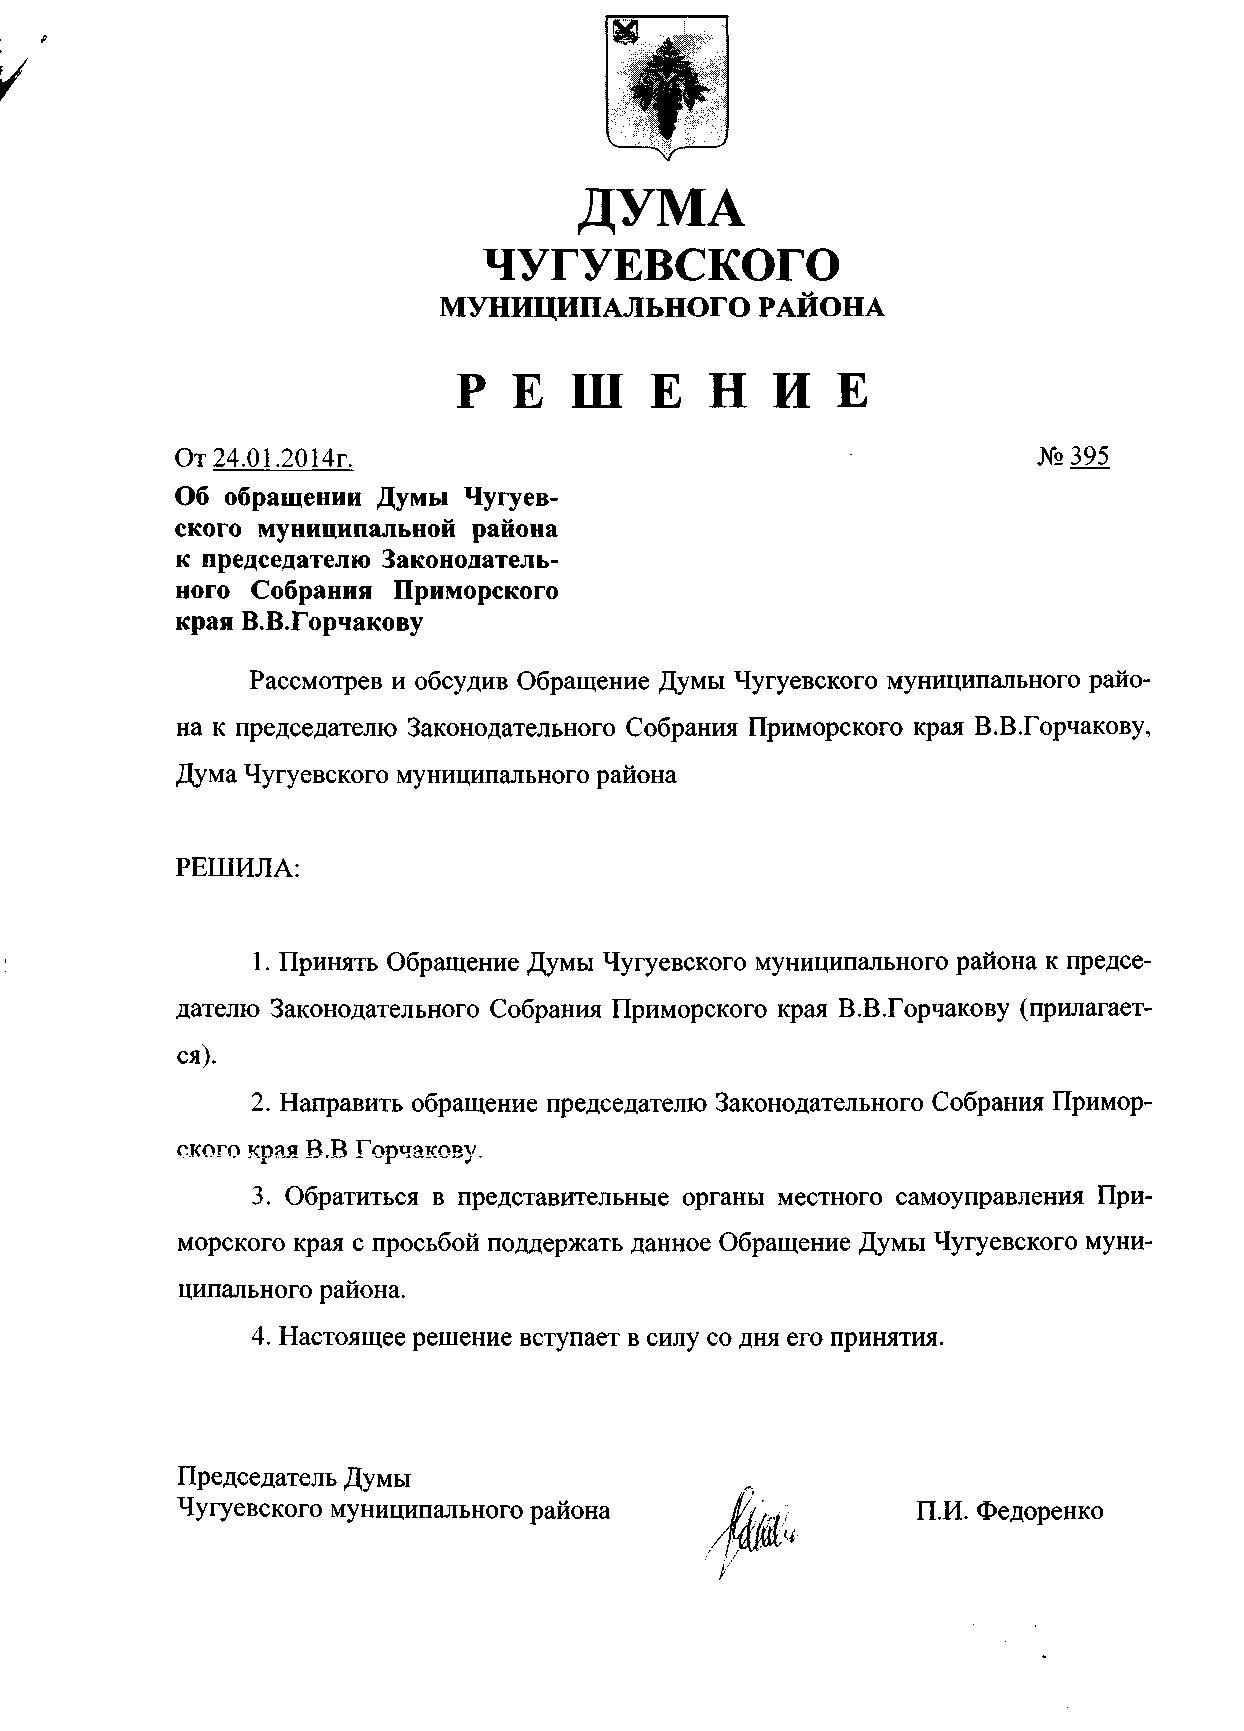 ДУМА
ЧУГУЕВСКОГО
МУНИЦИПАЛЬНОГО РАЙОНА
Р Е Ш Е Н И Е
От 24.01.2014г. № 395
Об обращении Думы Чугуев-
ского муниципальной района
к председателю Законодатель-
ного Собрания Приморского
края В.В.Горчакову
Рассмотрев и обсудив Обращение Думы Чугуевского муниципального райо-
на к председателю Законодательного Собрания Приморского края В.В.Горчакову,
Дума Чугуевского муниципального района
РЕШИЛА:
1. Принять Обращение Думы Чугуевского муниципального района к предсе-
дателю Законодательного Собрания Приморского края В.В.Горчакову (прилагает-
ся).
2. Направить обращение председателю Законодательного Собрания Примор-
ского края В.В Горчакову.
3. Обратиться в представительные органы местного самоуправления При-
морского края с просьбой поддержать данное Обращение Думы Чугуевского муни-
ципального района.
4. Настоящее решение вступает в силу со дня его принятия.
Председатель Думы
Чугуевского муниципального района П.И. Федоренко